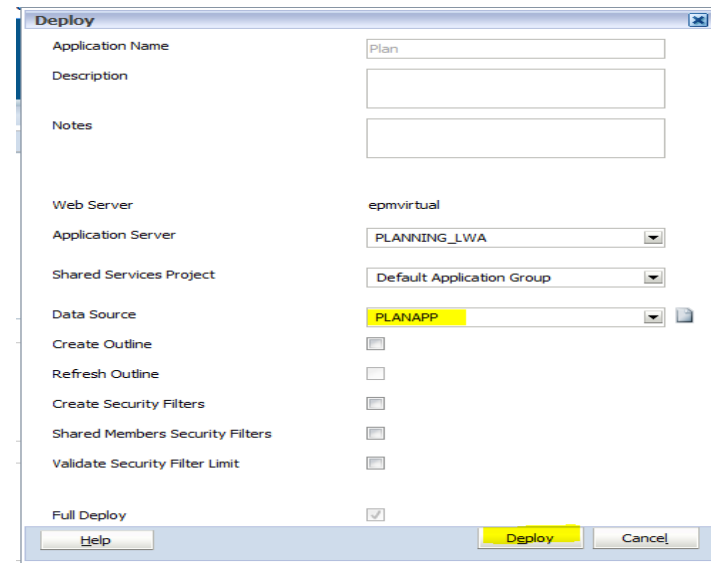 Deploy
Application Name Plan
Description
Notes
Web Server epmvirtual
Application Server PLANNING_LWA
Shared Services Project Default Application Group
Data Source PLANAPP
Create Outline
Refresh Outline
Create Security Filters
Shared Members Security Filters
Validate Security Filter Limit
Full Deploy
Help Deploy Cancel